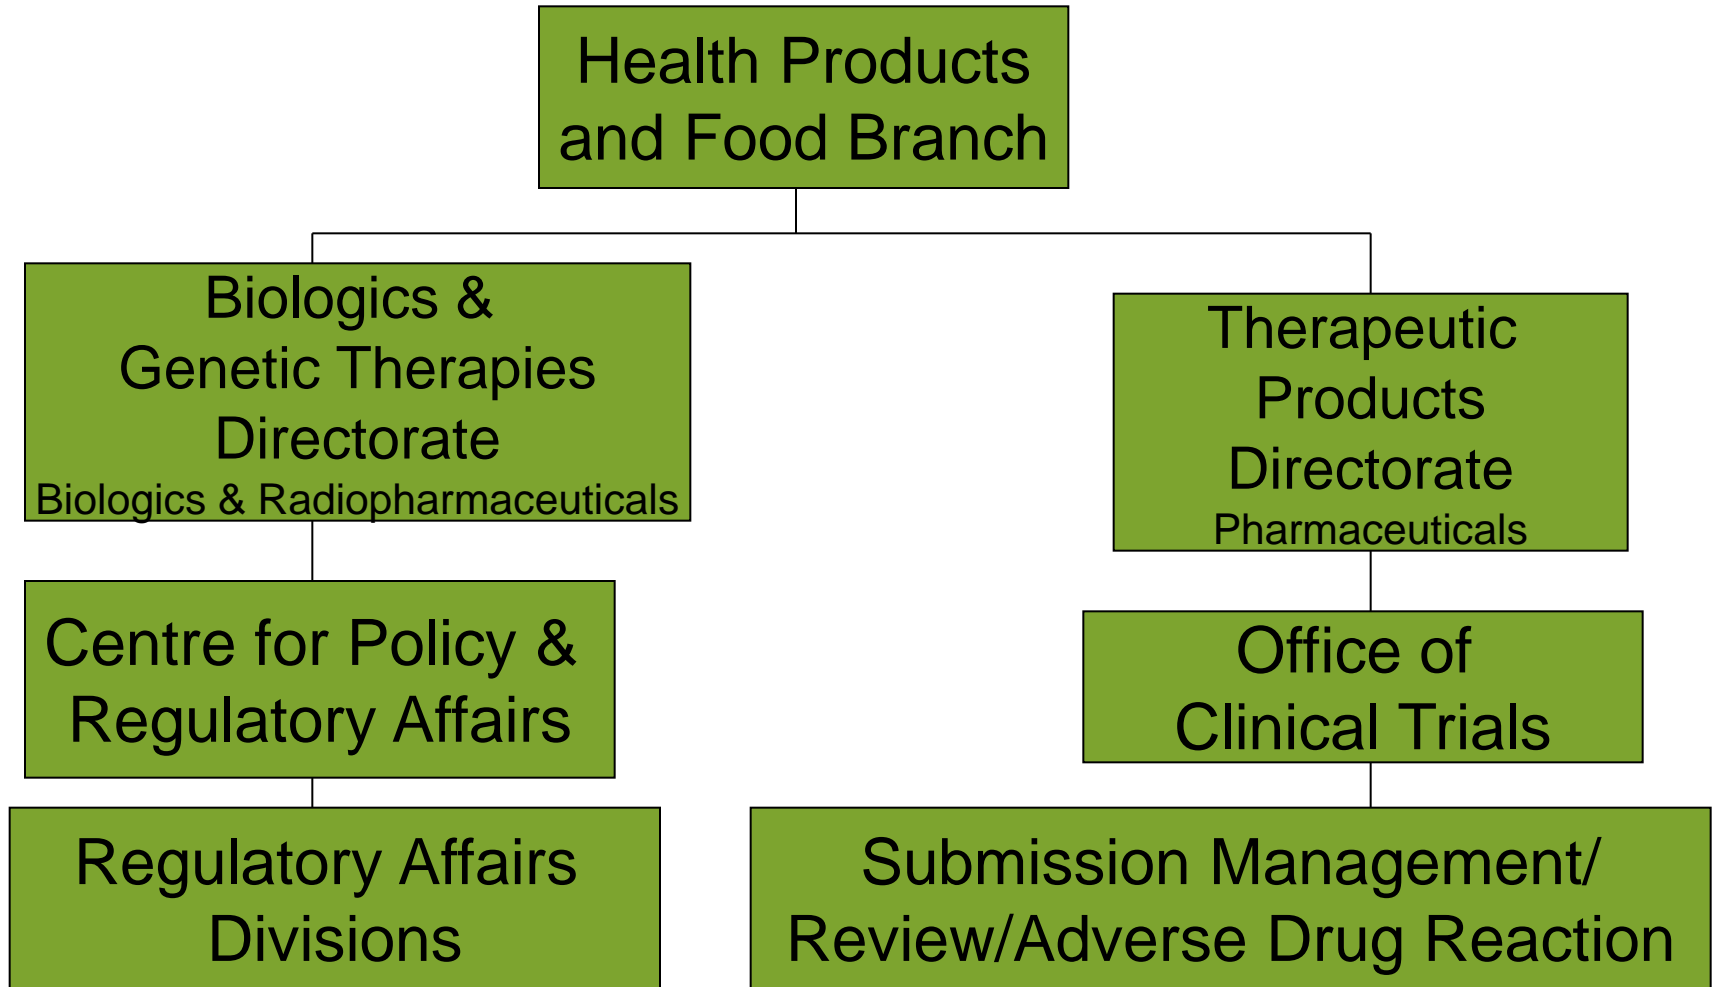 Health Products
and Food Branch
Biologics &
Genetic Therapies
Directorate
Biologics & Radiopharmaceuticals
Therapeutic
Products
Directorate
Pharmaceuticals
Centre for Policy &
Regulatory Affairs
Office of
Clinical Trials
Regulatory Affairs
Divisions
Submission Management/
Review/Adverse Drug Reaction